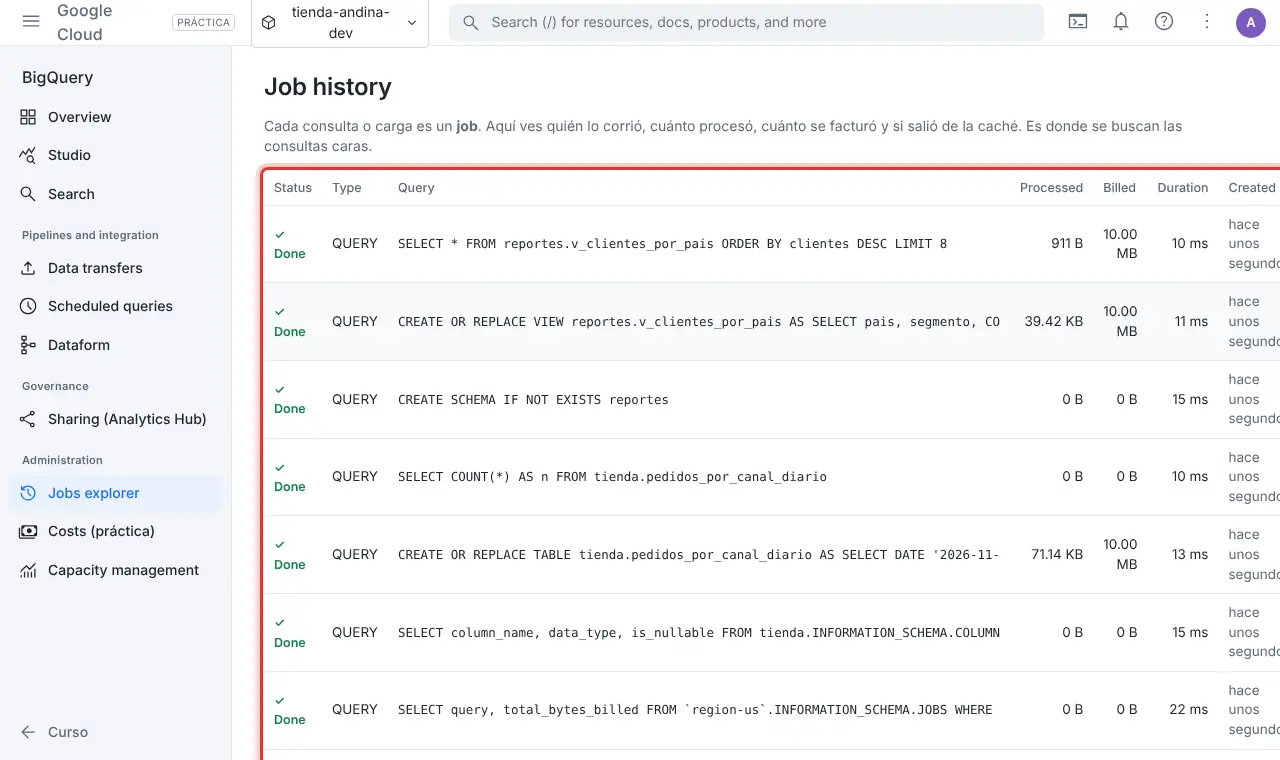 Google Cloud
PRÁCTICA
tienda-andina-dev
Search (/) for resources, docs, products, and more
A
BigQuery
Overview
Studio
Search
Pipelines and integration
Data transfers
Scheduled queries
Dataform
Governance
Sharing (Analytics Hub)
Administration
Jobs explorer
Costs (práctica)
Capacity management
Curso
Job history
Cada consulta o carga es un job. Aquí ves quién lo corrió, cuánto procesó, cuánto se facturó y si salió de la caché. Es donde se buscan las
consultas caras.
Status Type Query Processed Billed Duration Created
Done QUERY SELECT * FROM reportes.v_clientes_por_pais ORDER BY clientes DESC LIMIT 8 911 B 10.00 MB 10 ms hace unos segundo
Done QUERY CREATE OR REPLACE VIEW reportes.v_clientes_por_pais AS SELECT pais, segmento, CO 39.42 KB 10.00 MB 11 ms hace unos segundo
Done QUERY CREATE SCHEMA IF NOT EXISTS reportes 0 B 0 B 15 ms hace unos segundo
Done QUERY SELECT COUNT(*) AS n FROM tienda.pedidos_por_canal_diario 0 B 0 B 10 ms hace unos segundo
Done QUERY CREATE OR REPLACE TABLE tienda.pedidos_por_canal_diario AS SELECT DATE '2026-11- 71.14 KB 10.00 MB 13 ms hace unos segundo
Done QUERY SELECT column_name, data_type, is_nullable FROM tienda.INFORMATION_SCHEMA.COLUMN 0 B 0 B 15 ms hace unos segundo
Done QUERY SELECT query, total_bytes_billed FROM `region-us`.INFORMATION_SCHEMA.JOBS WHERE 0 B 0 B 22 ms hace unos segundo